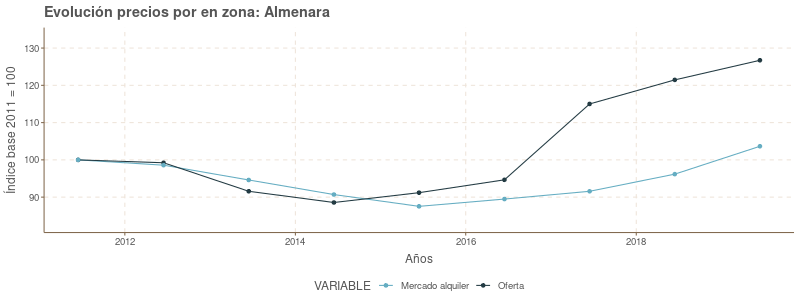 Evolución precios por en zona: Almenara
Índice base 2011 = 100
130
120
110
100
90
2012
2014
2016
2018
Años
VARIABLE Mercado alquiler Oferta